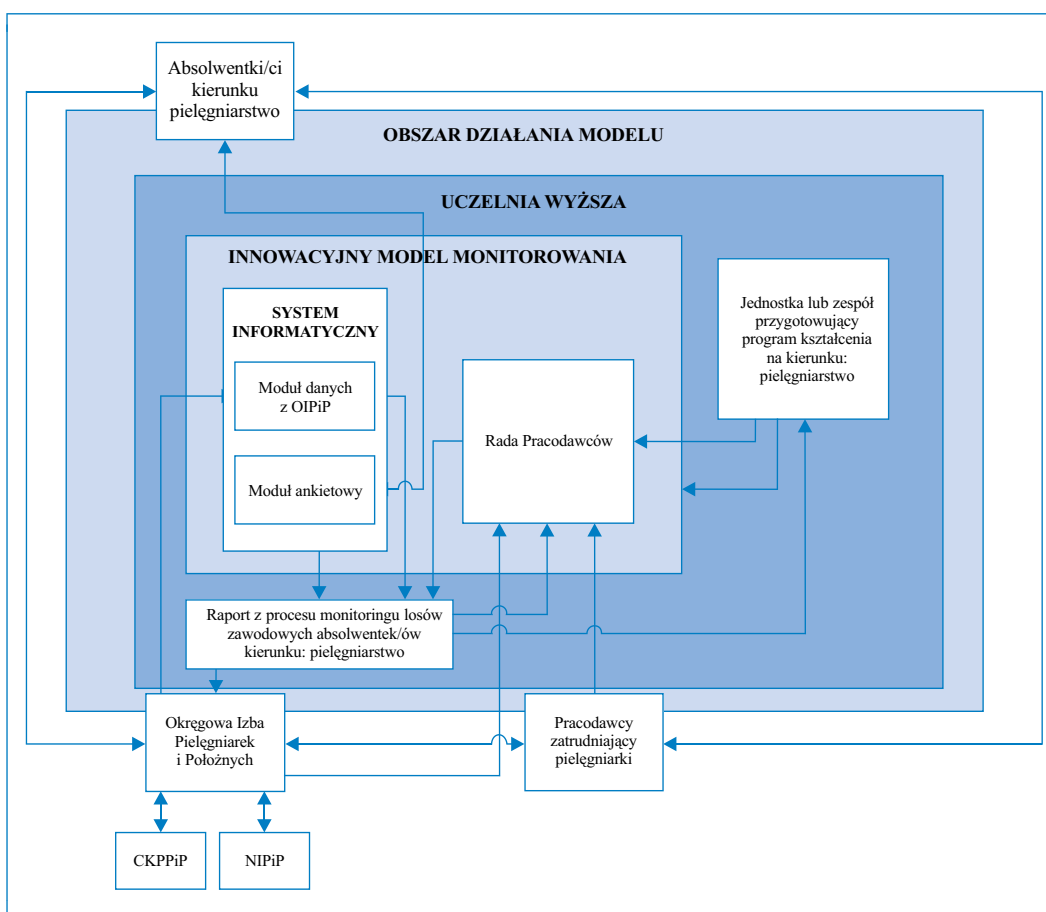 Absolwentki/ci
kierunku
pielęgniarstwo
OBSZAR DZIAŁANIA MODELU
UCZELNIA WYŻSZA
INNOWACYJNY MODEL MONITOROWANIA
SYSTEM
INFORMATYCZNY
Moduł danych
z OIPiP
Moduł ankietowy
Rada Pracodawców
Jednostka lub zespół
przygotowujący
program kształcenia
na kierunku:
pielęgniarstwo
Raport z procesu monitoringu losów
zawodowych absolwentek/ów
kierunku: pielęgniarstwo
Okręgowa Izba
Pielęgniarek
i Położnych
Pracodawcy
zatrudniający
pielęgniarki
CKPPiP
NIPiP